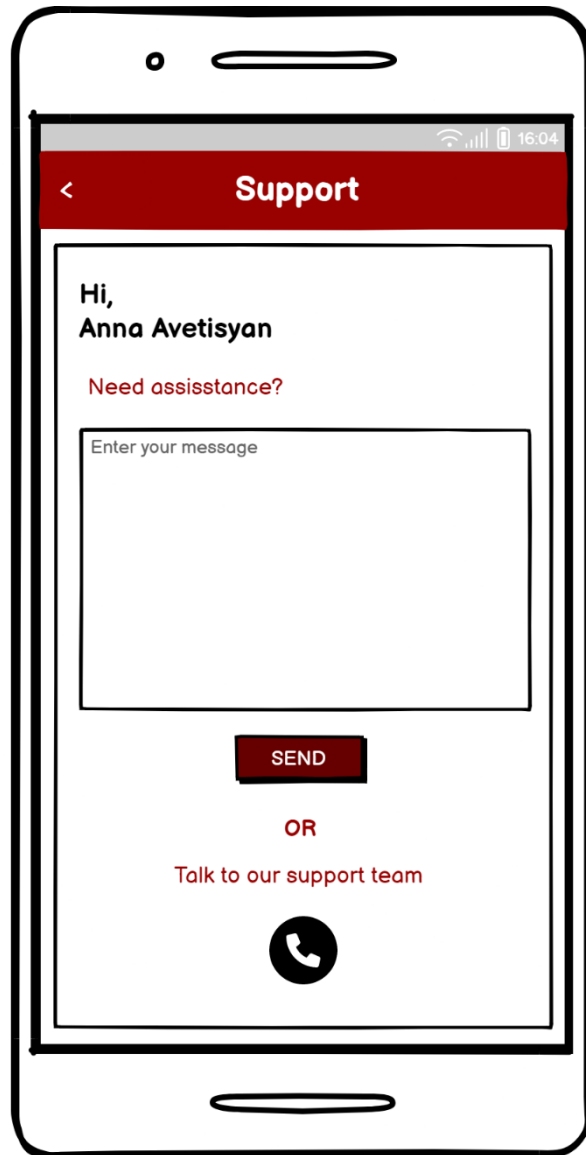 16:04
Support
Hi,
Anna Avetisyan
Need assisstance?
Enter your message
SEND
OR
Talk to our support team